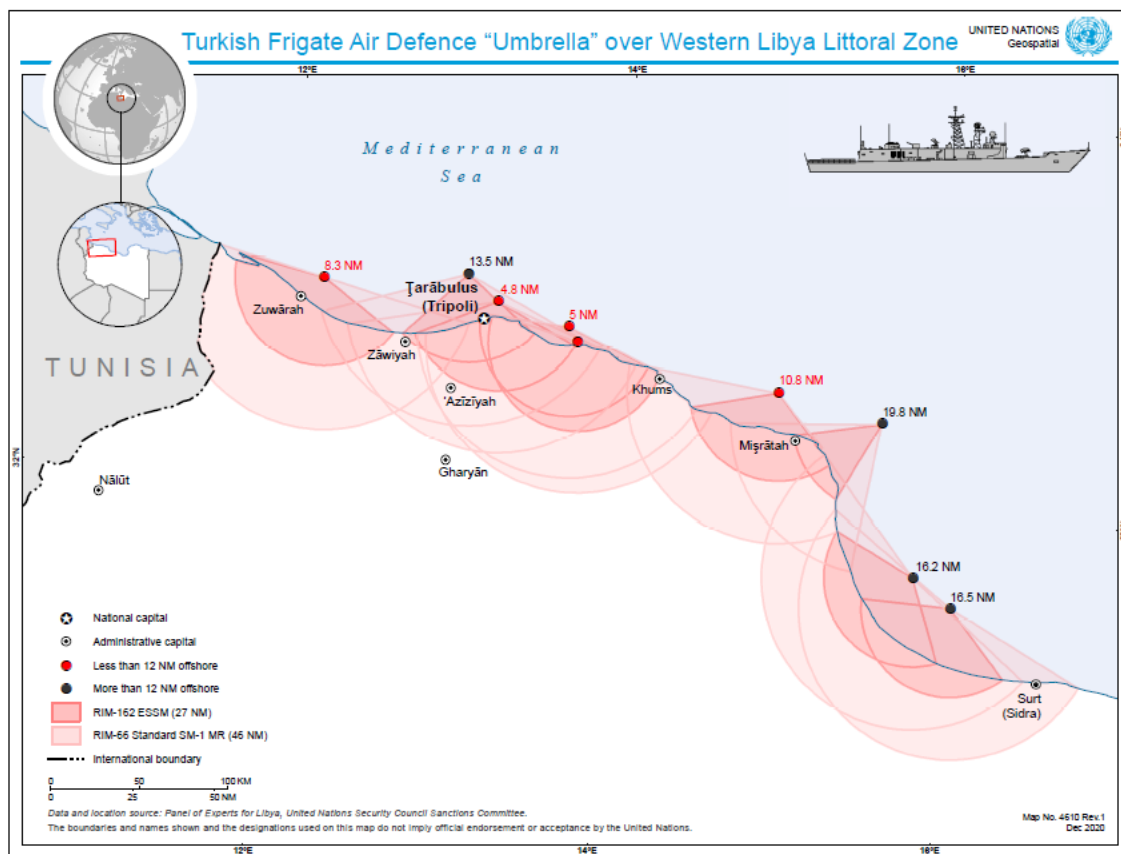 Turkish Frigate Air Defence “Umbrella” over Western Libya Littoral Zone
UNITED NATIONS
Geospatial
12°E
14°E
16°E
Mediterranean
Sea
8.3 NM
13.5 NM
Ţarābulus
(Tripoli)
4.8 NM
5 NM
Zuwārah
Zāwiyah
TUNISIA
'Azīzīyah
Khums
10.8 NM
19.8 NM
Mişrātah
32°N
Gharyān
Nālūt
16.2 NM
16.5 NM
Surt
(Sidra)
National capital
Administrative capital
Less than 12 NM offshore
More than 12 NM offshore
RIM-162 ESSM (27 NM)
RIM-66 Standard SM-1 MR (46 NM)
International boundary
0 50 100 KM
0 25 50 NM
Data and location source: Panel of Experts for Libya, United Nations Security Council Sanctions Committee.
The boundaries and names shown and the designations used on this map do not imply official endorsement or acceptance by the United Nations.
Map No. 4610 Rev.1
Dec 2020
12°E
14°E
16°E